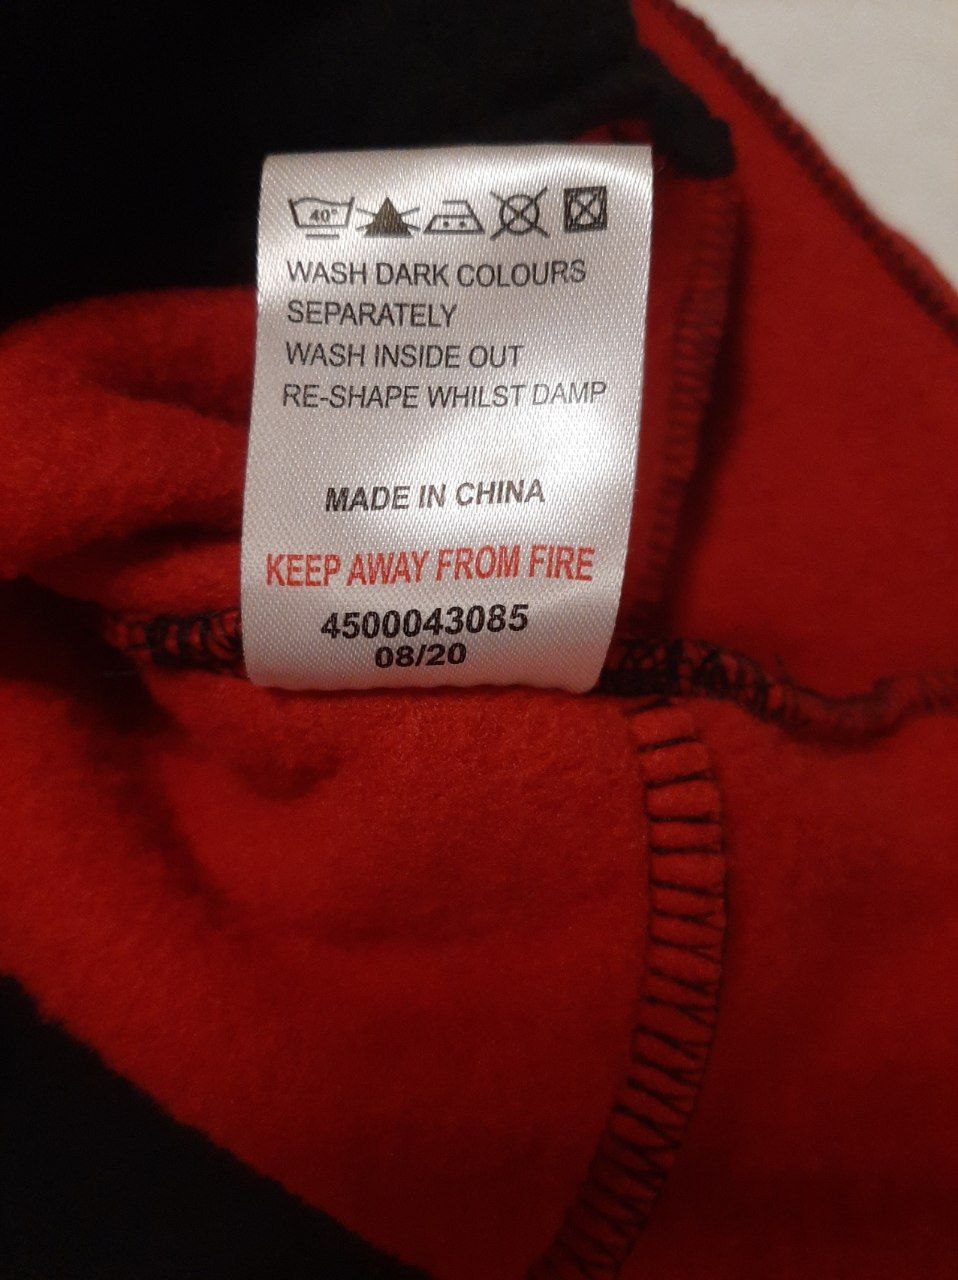 40°
WASH DARK COLOURS
SEPARATELY
WASH INSIDE OUT
RE-SHAPE WHILST DAMP
MADE IN CHINA
KEEP AWAY FROM FIRE
4500043085
08/20